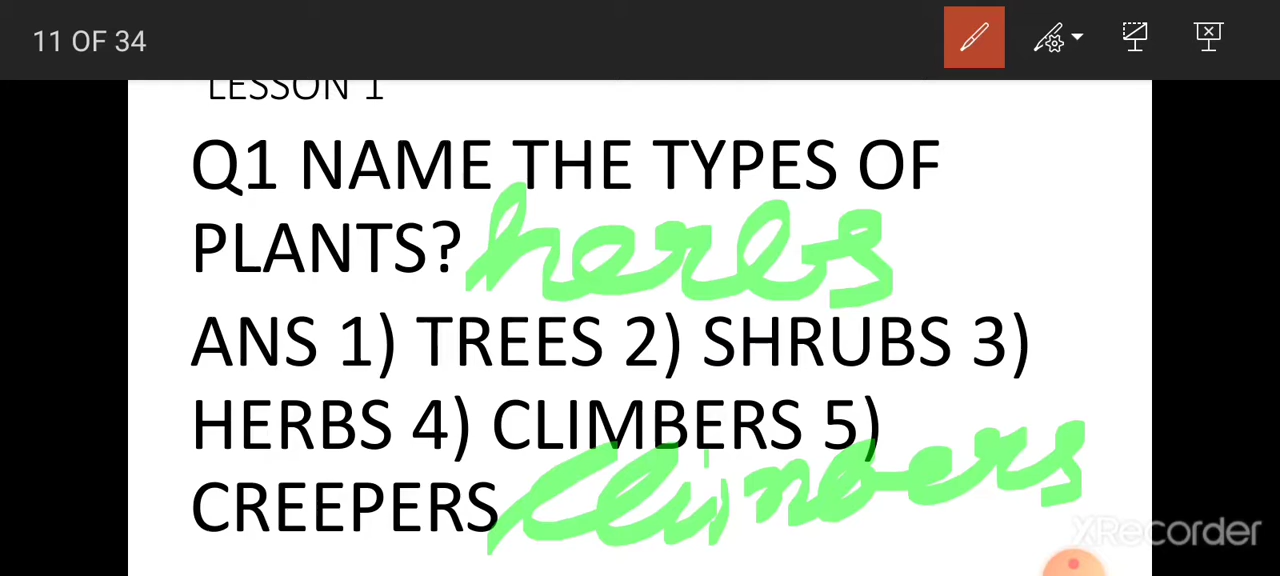 11 OF 34
LESSON 1
Q1 NAME THE TYPES OF
PLANTS? herbs
ANS 1) TREES 2) SHRUBS 3)
HERBS 4) CLIMBERS 5)
CREEPERS Climbers
XRecorder